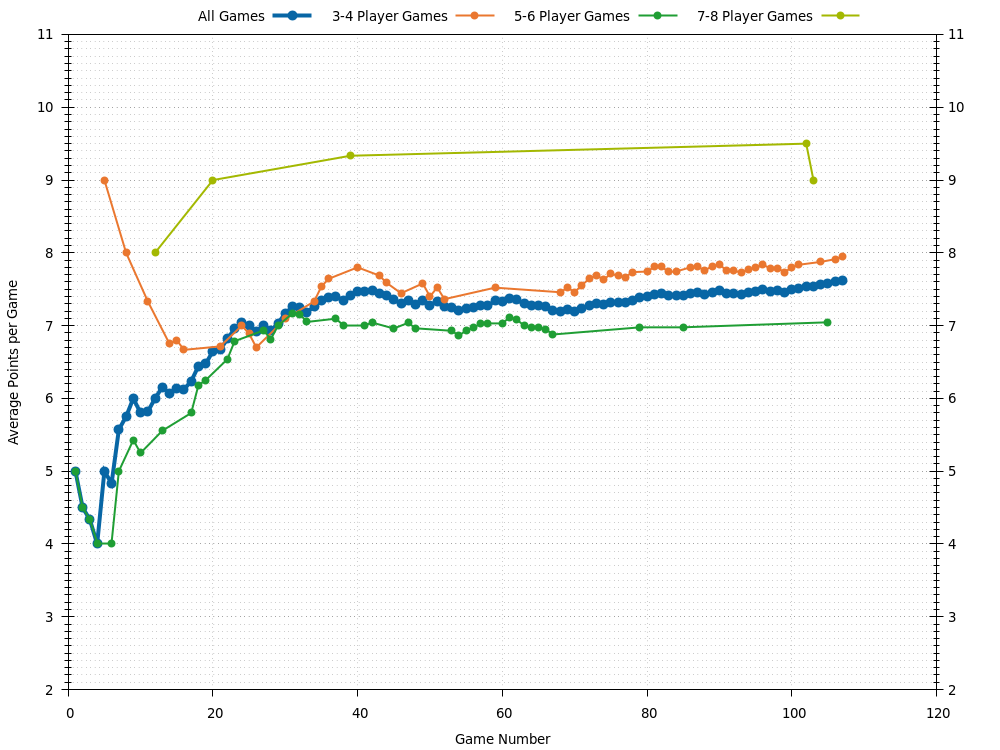 All Games 3-4 Player Games 5-6 Player Games 7-8 Player Games
11 11
10 10
9 9
8 8
7 7
6 6
5 5
4 4
3 3
2 2
Average Points per Game
0 20 40 60 80 100 120
Game Number